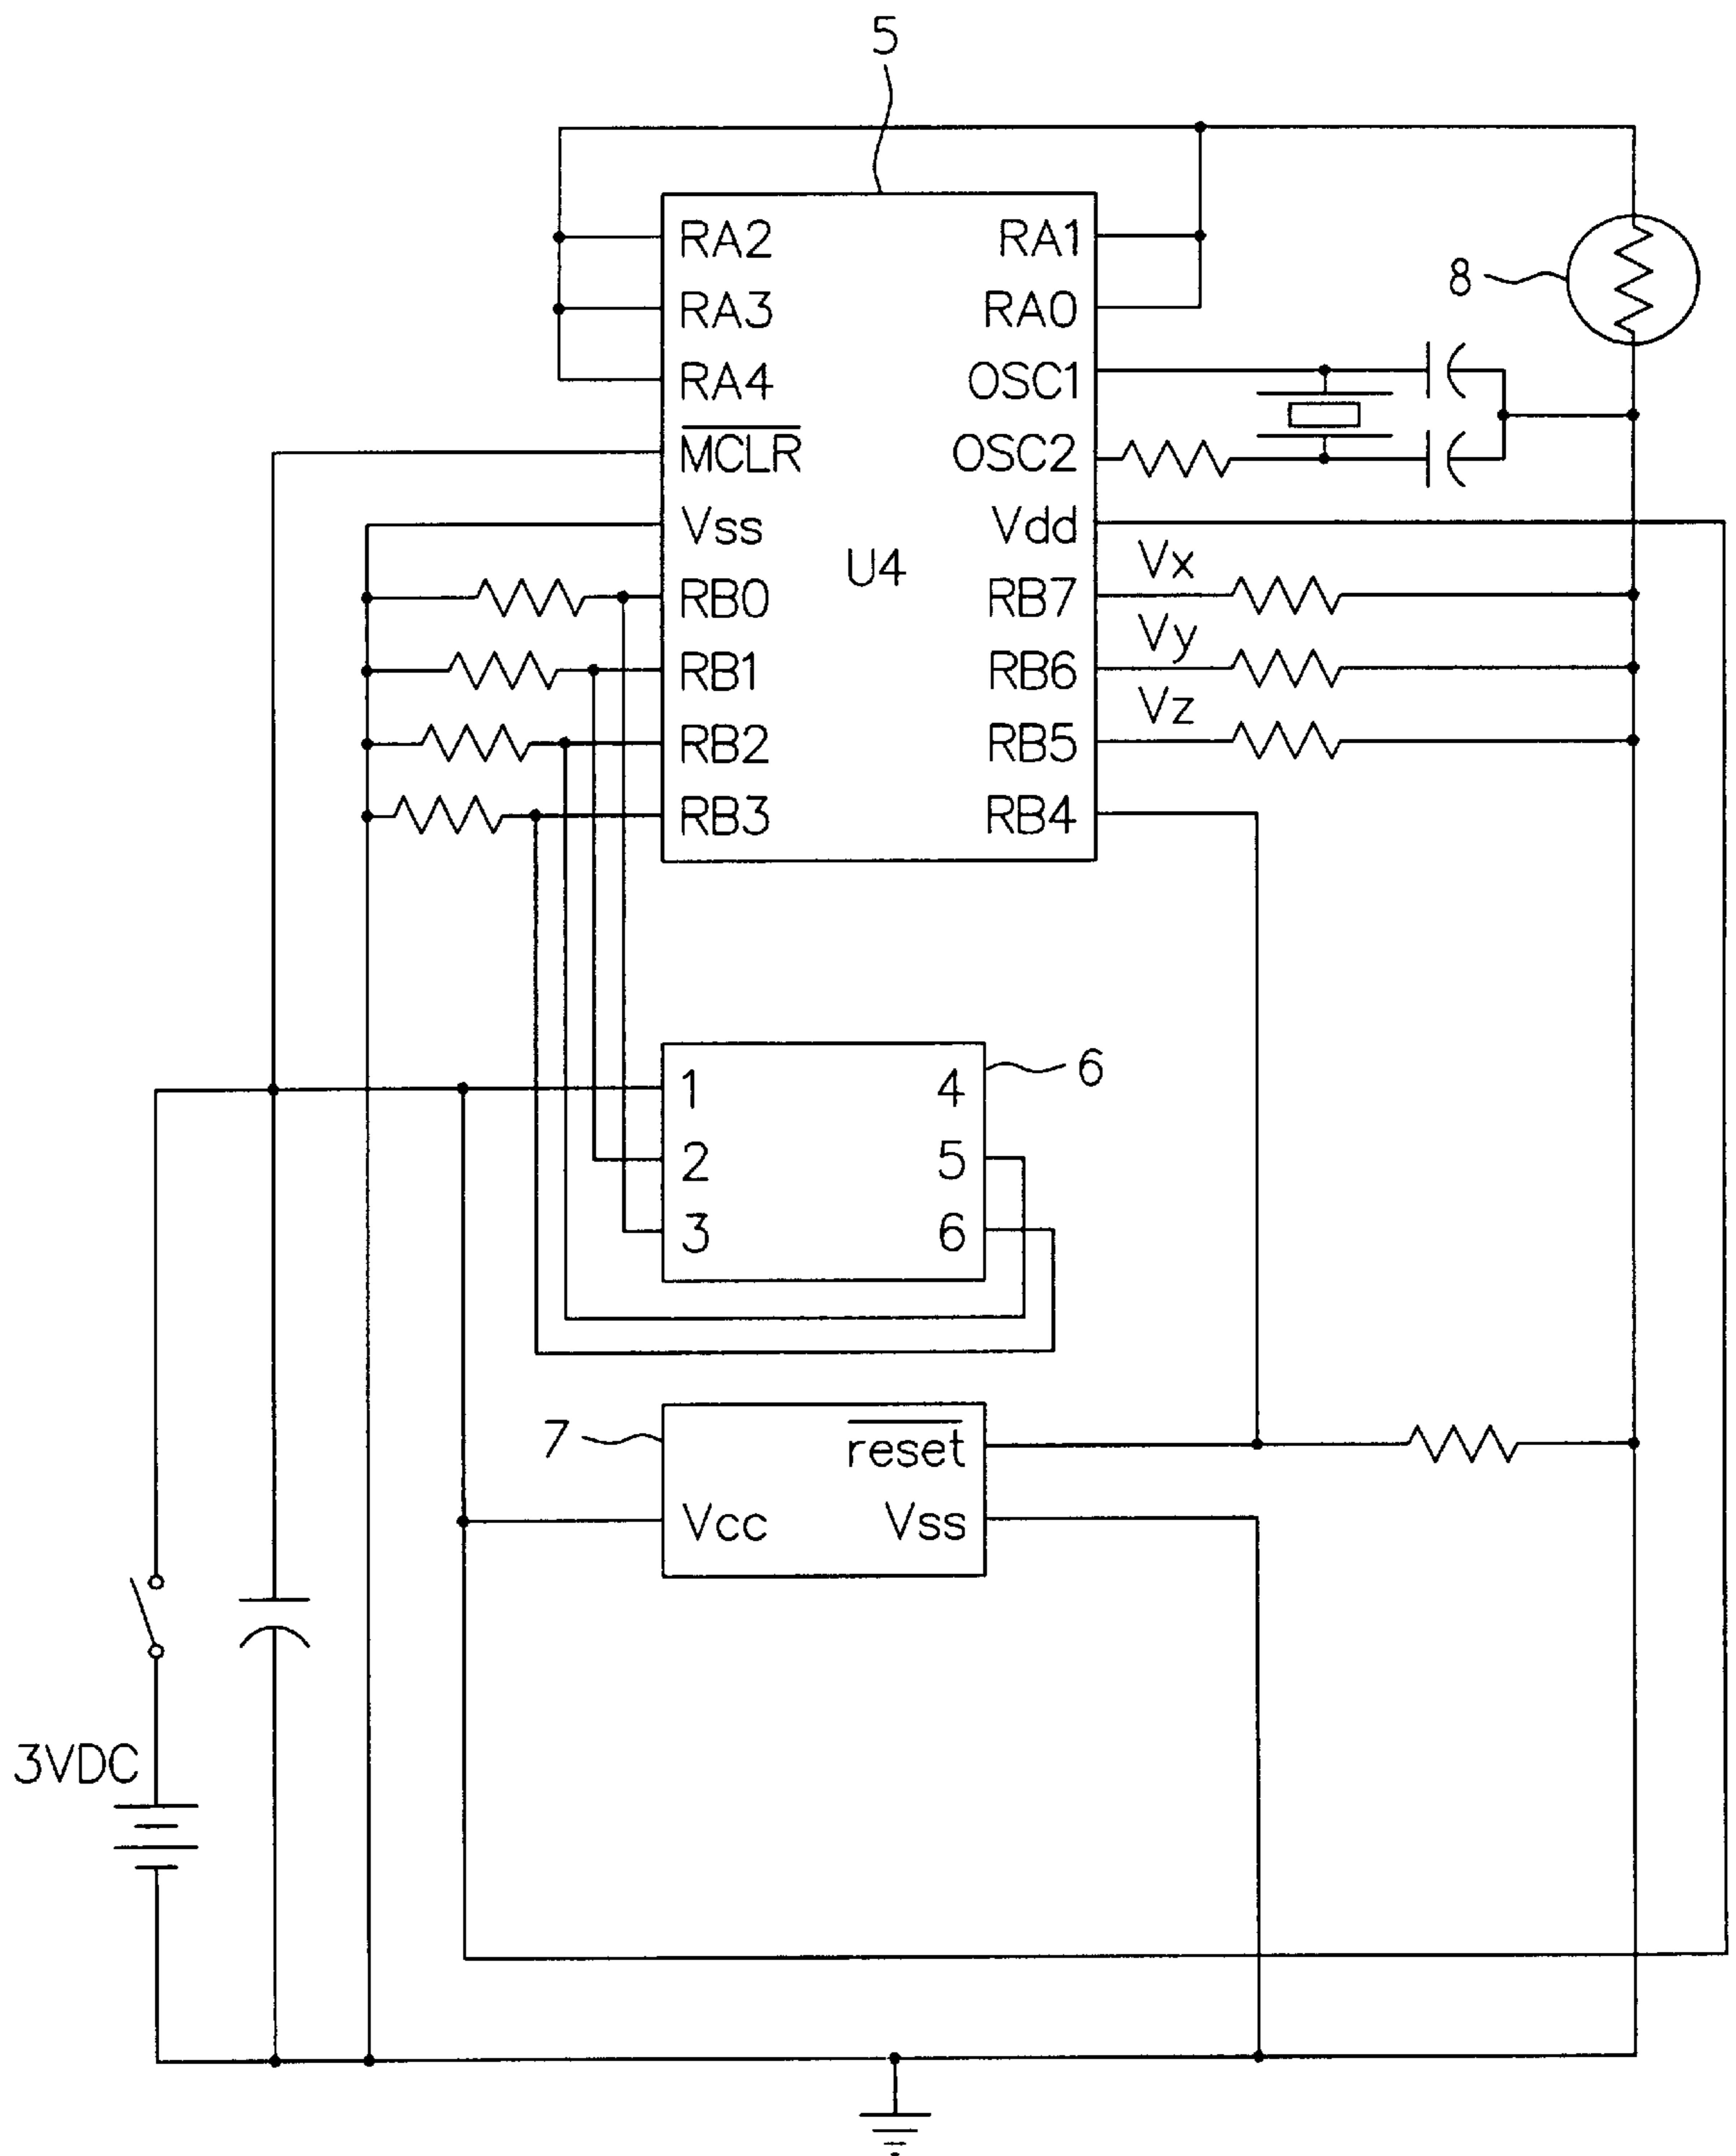 5
RA2 RA1
8
RA3 RA0
RA4 OSC1
MCLR OSC2
Vss Vdd
U4
Vx
RB0 RB7
Vy
RB1 RB6
Vz
RB2 RB5
RB3 RB4
6
1 4
2 5
3 6
7
reset
Vcc Vss
3VDC